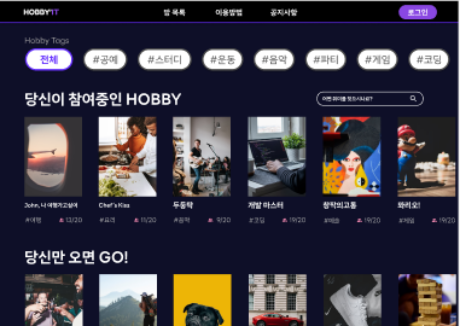 HOBBY'IT
방 목록 이용방법 공지사항 로그인
Hobby Tags
전체 #공예 #스터디 #운동 #음악 #파티 #게임 #코딩
당신이 참여중인 HOBBY
어떤 취미를 찾으시나요?
John, 나 여행가고싶어 Chef's Kiss 두둠탁 개발 마스터 창작의고통 와리오!
#여행 13/20 #요리 11/20 #음악 9/20 #코딩 19/20 #예술 19/20 #게임 19/20
당신만 오면 GO!